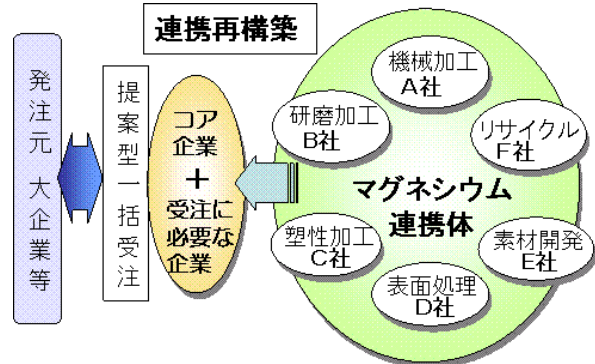 連携再構築
発注元 大企業等
提案型一括受注
コア
企業
+
受注に
必要な
企業
マグネシウム
連携体
機械加工
A社
研磨加工
B社
塑性加工
C社
表面処理
D社
素材開発
E社
リサイクル
F社